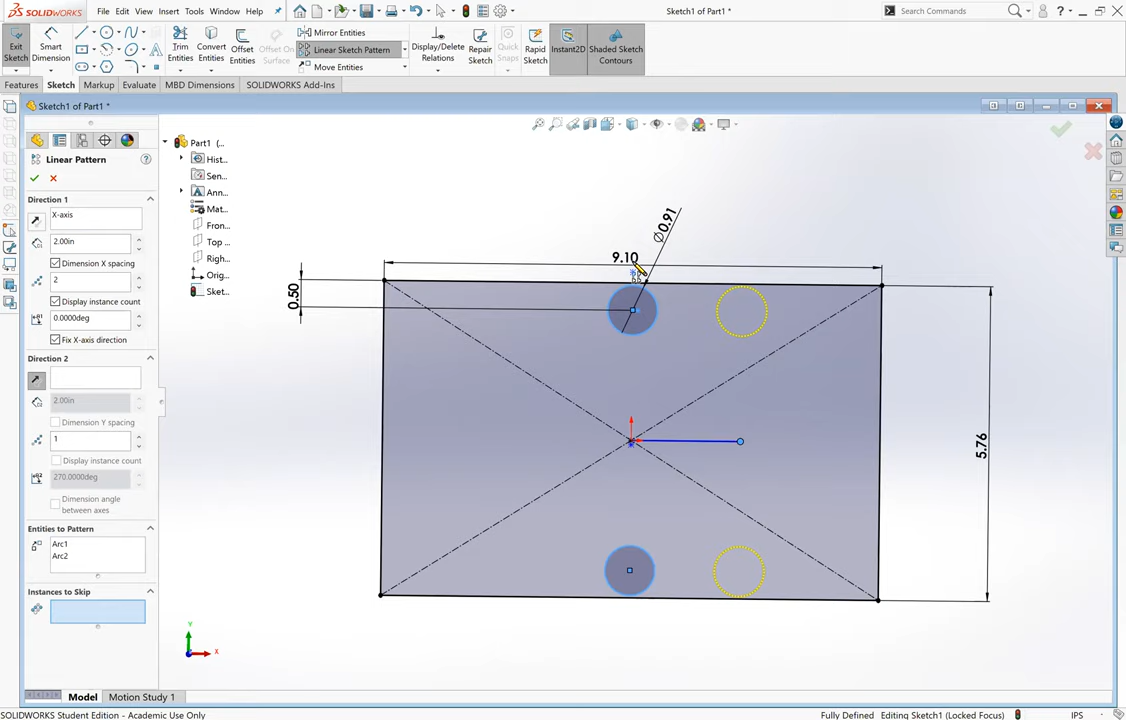 SOLIDWORKS
File Edit View Insert Tools Window Help
Sketch1 of Part1 *
Search Commands
Exit Sketch
Smart Dimension
Trim Entities
Convert Entities
Offset Entities
Offset On Surface
Mirror Entities
Linear Sketch Pattern
Move Entities
Display/Delete Relations
Repair Sketch
Quick Snaps
Rapid Sketch
Instant2D
Shaded Sketch Contours
Features Sketch Markup Evaluate MBD Dimensions SOLIDWORKS Add-Ins
Sketch1 of Part1 *
Linear Pattern
Direction 1
X-axis
2.00in
Dimension X spacing
2
Display instance count
0.0000deg
Fix X-axis direction
Direction 2
2.00in
Dimension Y spacing
1
Display instance count
270.0000deg
Dimension angle
between axes
Entities to Pattern
Arc1
Arc2
Instances to Skip
Part1 (...
Hist...
Sen...
Ann...
Mat...
Fron...
Top ...
Righ...
Orig...
Sket...
Ø0.91
9.10
0.50
5.76
Y
X
Model Motion Study 1
SOLIDWORKS Student Edition - Academic Use Only
Fully Defined Editing Sketch1 (Locked Focus) IPS